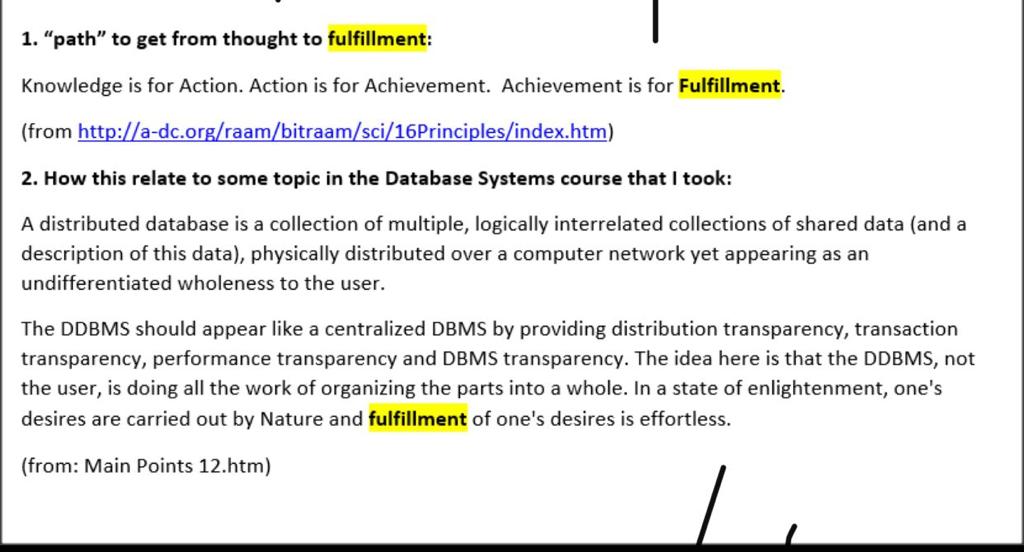 1. “path” to get from thought to fulfillment:
Knowledge is for Action. Action is for Achievement.  Achievement is for Fulfillment.
(from http://a-dc.org/raam/bitraam/sci/16Principles/index.htm)
2. How this relate to some topic in the Database Systems course that I took:
A distributed database is a collection of multiple, logically interrelated collections of shared data (and a
description of this data), physically distributed over a computer network yet appearing as an
undifferentiated wholeness to the user.
The DDBMS should appear like a centralized DBMS by providing distribution transparency, transaction
transparency, performance transparency and DBMS transparency. The idea here is that the DDBMS, not
the user, is doing all the work of organizing the parts into a whole. In a state of enlightenment, one's
desires are carried out by Nature and fulfillment of one's desires is effortless.
(from: Main Points 12.htm)